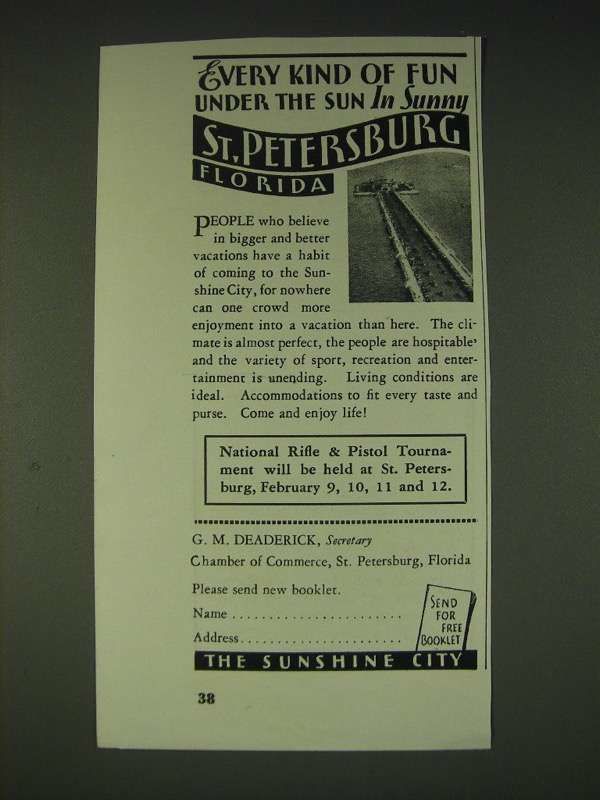 EVERY KIND OF FUN
UNDER THE SUN In Sunny
ST. PETERSBURG
FLORIDA
PEOPLE who believe
in bigger and better
vacations have a habit
of coming to the Sun-
shine City, for nowhere
can one crowd more
enjoyment into a vacation than here. The cli-
mate is almost perfect, the people are hospitable'
and the variety of sport, recreation and enter-
tainment is unending. Living conditions are
ideal. Accommodations to fit every taste and
purse. Come and enjoy life!
National Rifle & Pistol Tourna-
ment will be held at St. Peters-
burg, February 9, 10, 11 and 12.
G. M. DEADERICK, Secretary
Chamber of Commerce, St. Petersburg, Florida
Please send new booklet.
Name ........................
Address......................
SEND
FOR
FREE
BOOKLET
THE SUNSHINE CITY
38